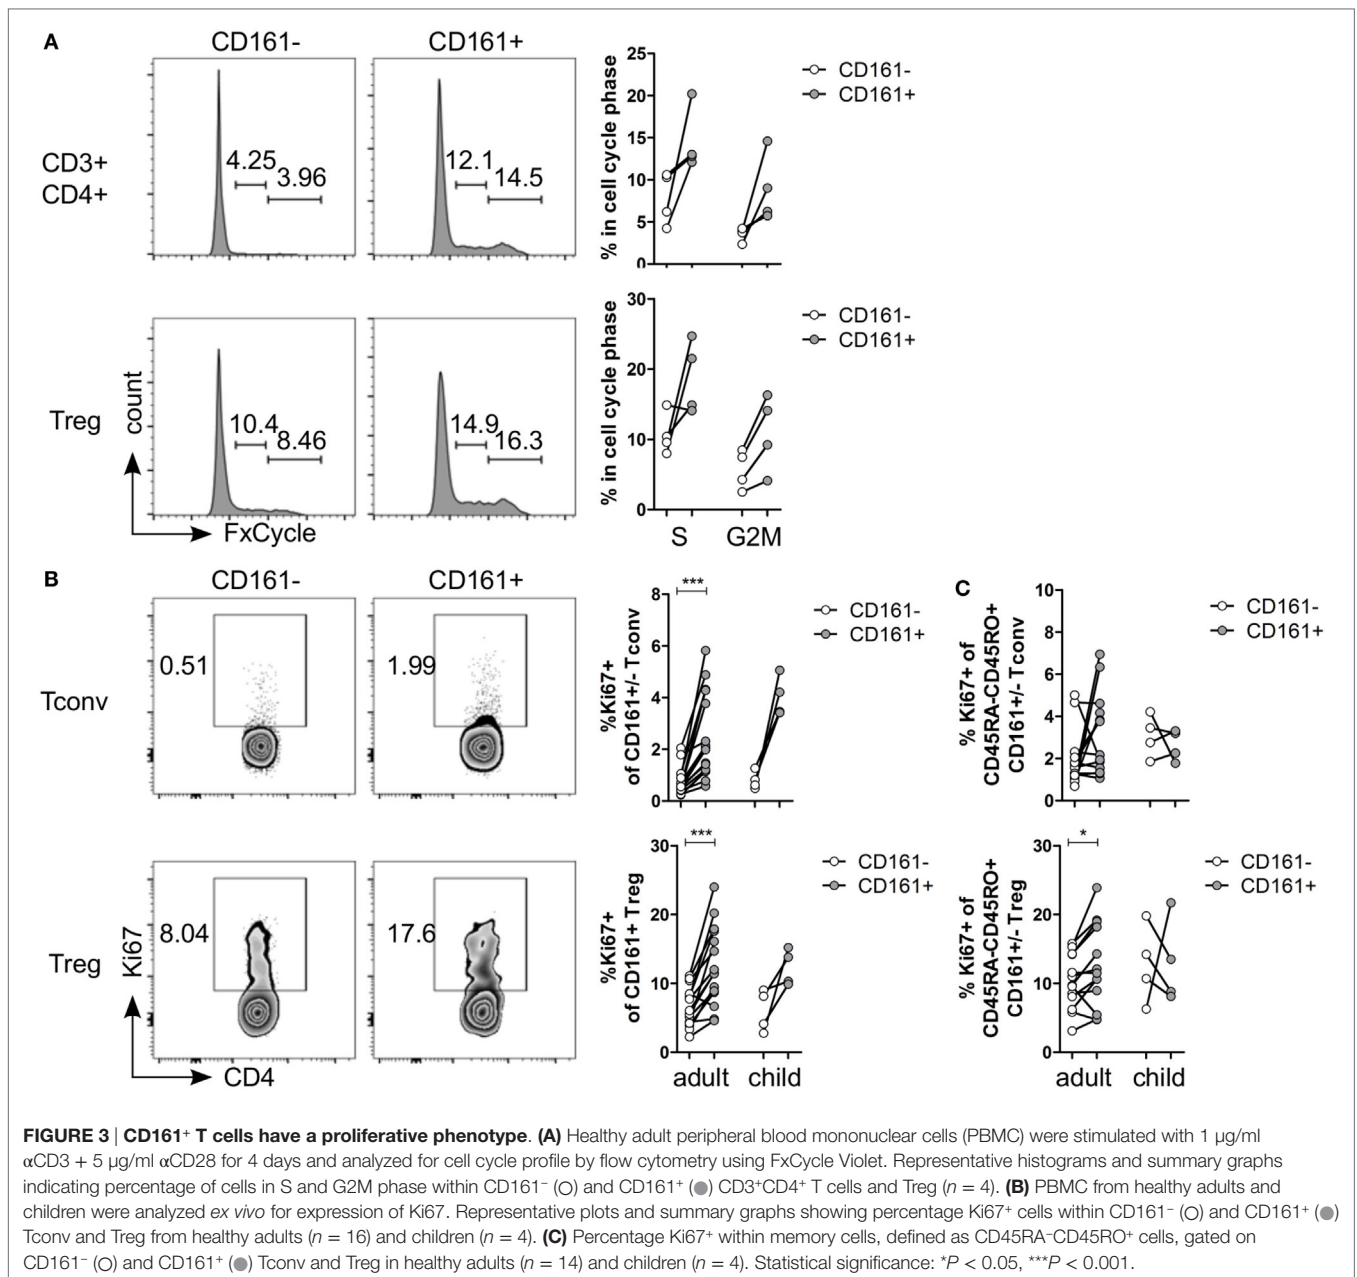 A
CD161-
CD161+
CD3+
CD4+
4.25
3.96
12.1
14.5
% in cell cycle phase
25
20
15
10
5
0
CD161-
CD161+
Treg
count
10.4
8.46
14.9
16.3
FxCycle
% in cell cycle phase
30
20
10
0
S
G2M
CD161-
CD161+
B
CD161-
CD161+
Tconv
0.51
1.99
%Ki67+
of CD161+/- Tconv
8
6
4
2
0
***
CD161-
CD161+
Treg
Ki67
8.04
17.6
CD4
%Ki67+
of CD161+ Treg
30
20
10
0
***
adult
child
CD161-
CD161+
C
% Ki67+ of
CD45RA-CD45RO+
CD161+/- Tconv
10
8
6
4
2
0
CD161-
CD161+
% Ki67+ of
CD45RA-CD45RO+
CD161+/- Treg
30
20
10
0
*
adult
child
CD161-
CD161+
FIGURE 3 | CD161⁺ T cells have a proliferative phenotype. (A) Healthy adult peripheral blood mononuclear cells (PBMC) were stimulated with 1 µg/ml
αCD3 + 5 µg/ml αCD28 for 4 days and analyzed for cell cycle profile by flow cytometry using FxCycle Violet. Representative histograms and summary graphs
indicating percentage of cells in S and G2M phase within CD161⁻ (○) and CD161⁺ (●) CD3⁺CD4⁺ T cells and Treg (n = 4). (B) PBMC from healthy adults and
children were analyzed ex vivo for expression of Ki67. Representative plots and summary graphs showing percentage Ki67⁺ cells within CD161⁻ (○) and CD161⁺ (●)
Tconv and Treg from healthy adults (n = 16) and children (n = 4). (C) Percentage Ki67⁺ within memory cells, defined as CD45RA⁻CD45RO⁺ cells, gated on
CD161⁻ (○) and CD161⁺ (●) Tconv and Treg in healthy adults (n = 14) and children (n = 4). Statistical significance: *P < 0.05, ***P < 0.001.